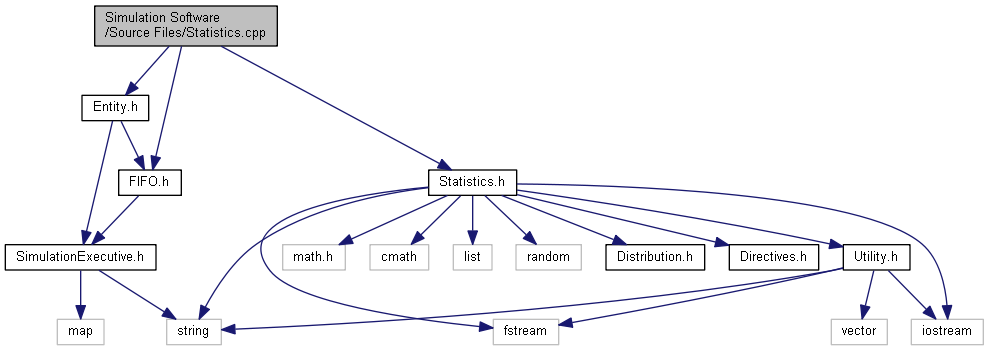 Simulation Software
/Source Files/Statistics.cpp
Entity.h
FIFO.h
Statistics.h
SimulationExecutive.h
math.h
cmath
list
random
Distribution.h
Directives.h
Utility.h
map
string
fstream
vector
iostream